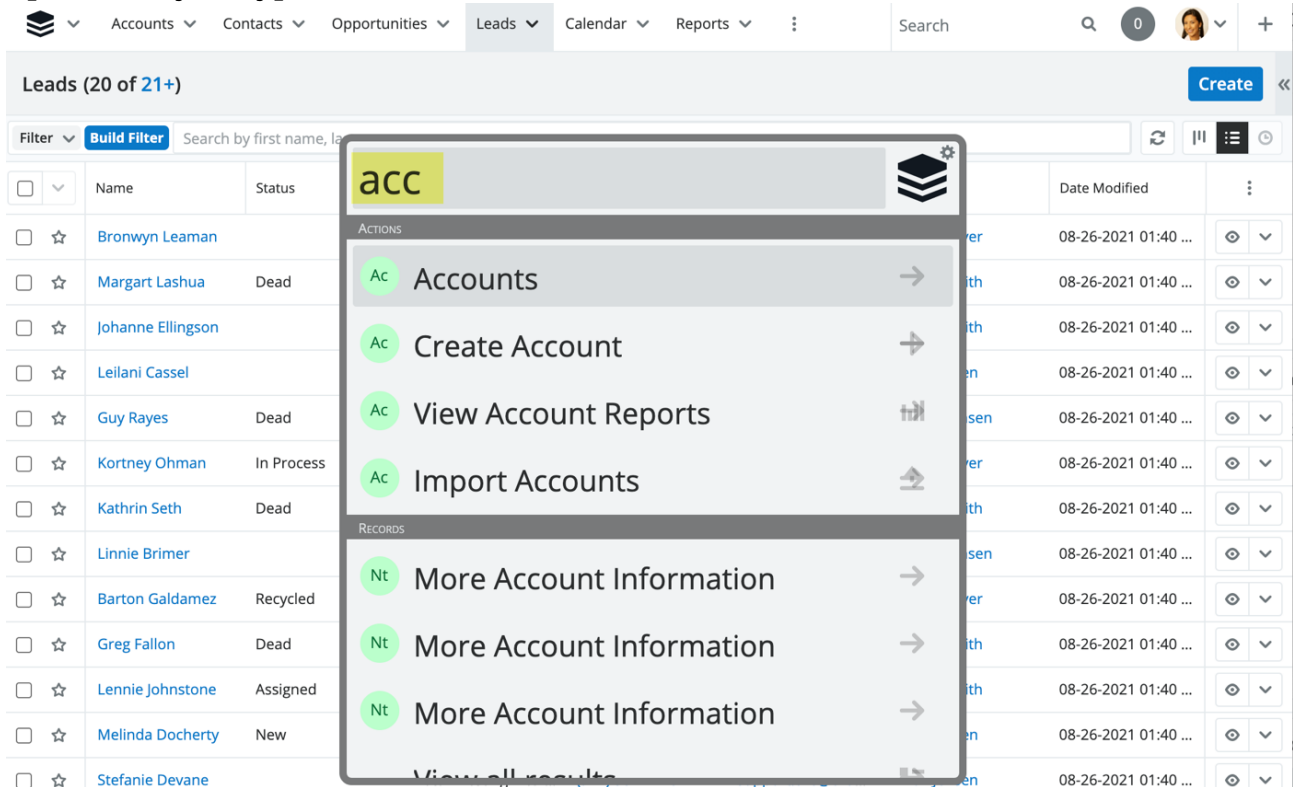 Accounts Contacts Opportunities Leads Calendar Reports Search 0
Leads (20 of 21+) Create
Filter Build Filter Search by first name,
Name Status Date Modified
acc
ACTIONS
Ac Accounts
Ac Create Account
Ac View Account Reports
Ac Import Accounts
RECORDS
Nt More Account Information
Nt More Account Information
Nt More Account Information
View all results
Bronwyn Leaman 08-26-2021 01:40 ...
Margart Lashua Dead 08-26-2021 01:40 ...
Johanne Ellingson 08-26-2021 01:40 ...
Leilani Cassel 08-26-2021 01:40 ...
Guy Rayes Dead 08-26-2021 01:40 ...
Kortney Ohman In Process 08-26-2021 01:40 ...
Kathrin Seth Dead 08-26-2021 01:40 ...
Linnie Brimer 08-26-2021 01:40 ...
Barton Galdamez Recycled 08-26-2021 01:40 ...
Greg Fallon Dead 08-26-2021 01:40 ...
Lennie Johnstone Assigned 08-26-2021 01:40 ...
Melinda Docherty New 08-26-2021 01:40 ...
Stefanie Devane 08-26-2021 01:40 ...